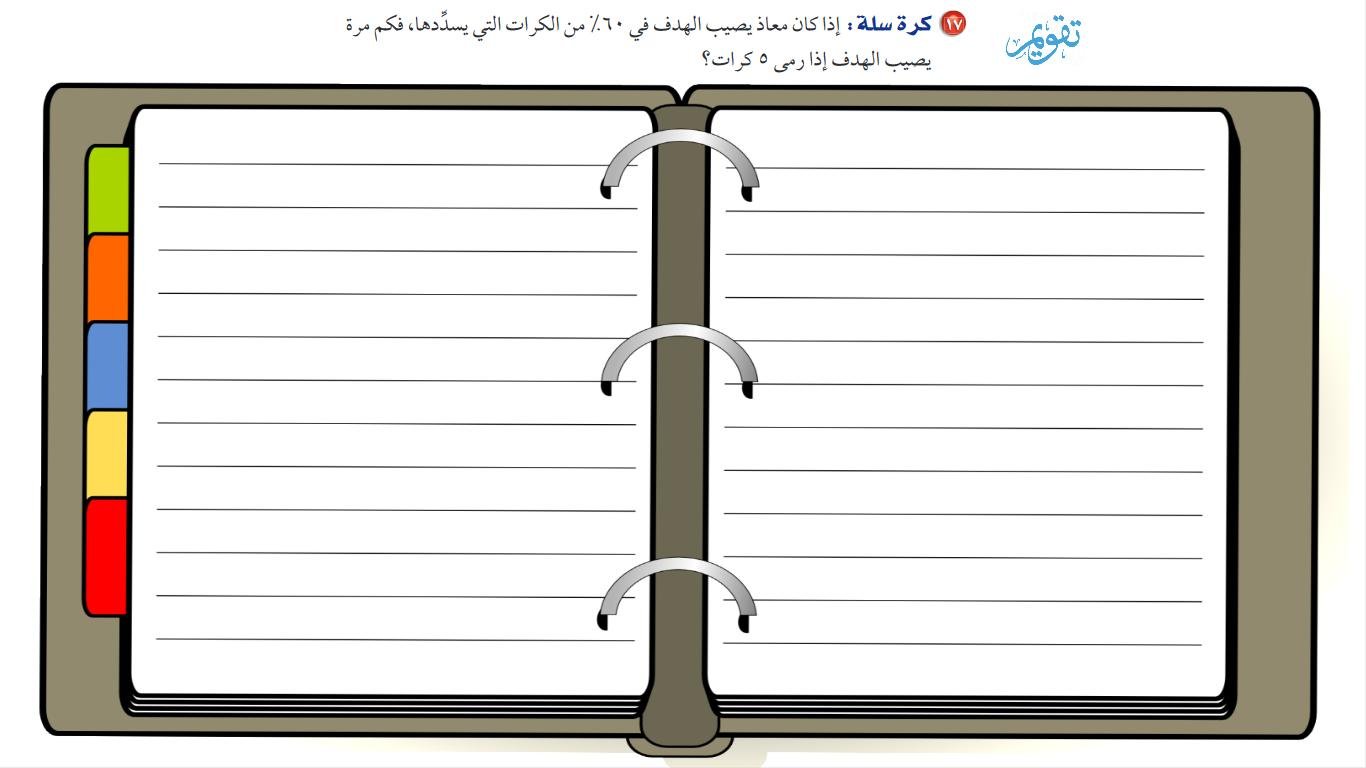 تقويم
١٧ كرة سلة : إذا كان معاذ يصيب الهدف في ٦٠٪ من الكرات التي يسدِّدها، فكم مرة
يصيب الهدف إذا رمى ٥ كرات؟